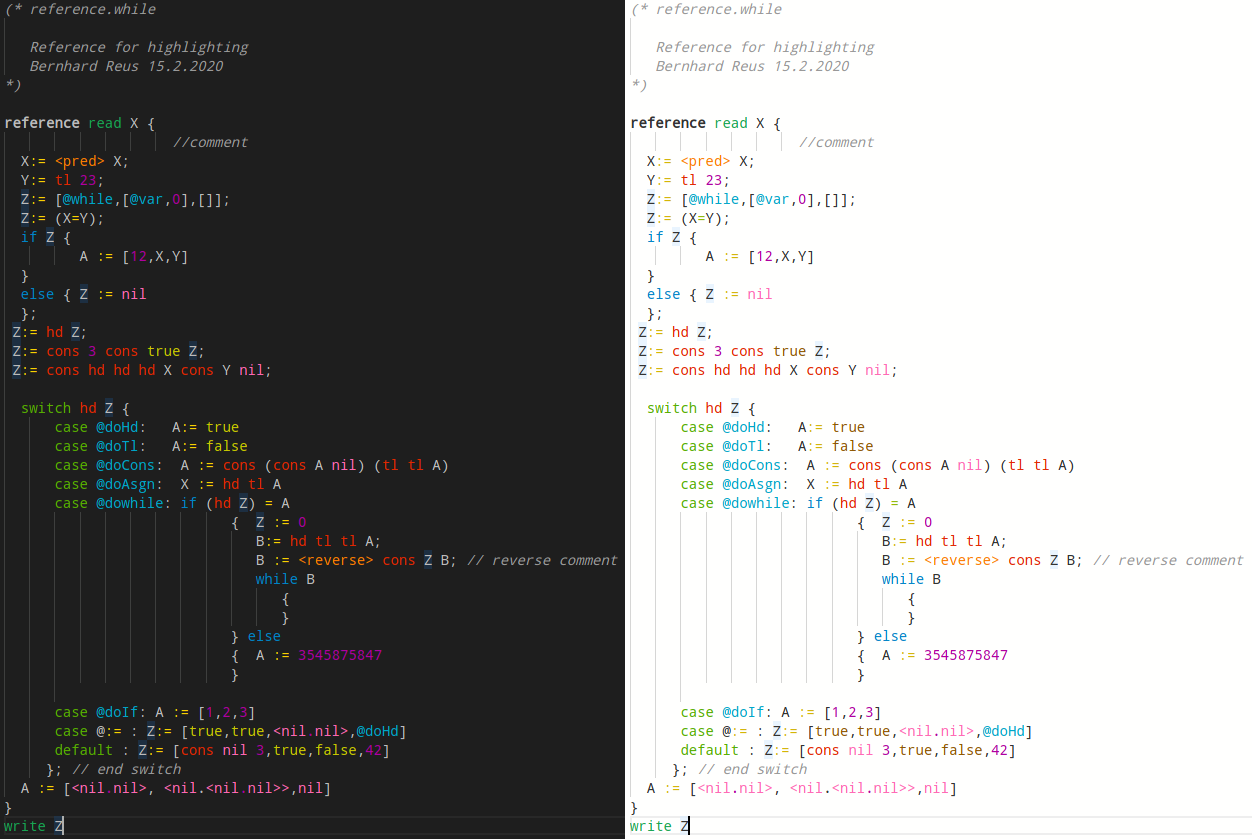 (* reference.while
Reference for highlighting
Bernhard Reus 15.2.2020
*)
reference read X {
//comment
X:= <pred> X;
Y:= tl 23;
Z:= [@while,[@var,0],[]];
Z:= (X=Y);
if Z {
A := [12,X,Y]
}
else { Z := nil
};
Z:= hd Z;
Z:= cons 3 cons true Z;
Z:= cons hd hd hd X cons Y nil;
switch hd Z {
case @doHd:   A:= true
case @doTl:   A:= false
case @doCons:  A := cons (cons A nil) (tl tl A)
case @doAsgn:  X := hd tl A
case @dowhile: if (hd Z) = A
{  Z := 0
B:= hd tl tl A;
B := <reverse> cons Z B; // reverse comment
while B
{
}
} else
{  A := 3545875847
}
case @doIf: A := [1,2,3]
case @:= : Z:= [true,true,<nil.nil>,@doHd]
default : Z:= [cons nil 3,true,false,42]
}; // end switch
A := [<nil.nil>, <nil.<nil.nil>>,nil]
}
write Z
(* reference.while
Reference for highlighting
Bernhard Reus 15.2.2020
*)
reference read X {
//comment
X:= <pred> X;
Y:= tl 23;
Z:= [@while,[@var,0],[]];
Z:= (X=Y);
if Z {
A := [12,X,Y]
}
else { Z := nil
};
Z:= hd Z;
Z:= cons 3 cons true Z;
Z:= cons hd hd hd X cons Y nil;
switch hd Z {
case @doHd:   A:= true
case @doTl:   A:= false
case @doCons:  A := cons (cons A nil) (tl tl A)
case @doAsgn:  X := hd tl A
case @dowhile: if (hd Z) = A
{  Z := 0
B:= hd tl tl A;
B := <reverse> cons Z B; // reverse comment
while B
{
}
} else
{  A := 3545875847
}
case @doIf: A := [1,2,3]
case @:= : Z:= [true,true,<nil.nil>,@doHd]
default : Z:= [cons nil 3,true,false,42]
}; // end switch
A := [<nil.nil>, <nil.<nil.nil>>,nil]
}
write Z